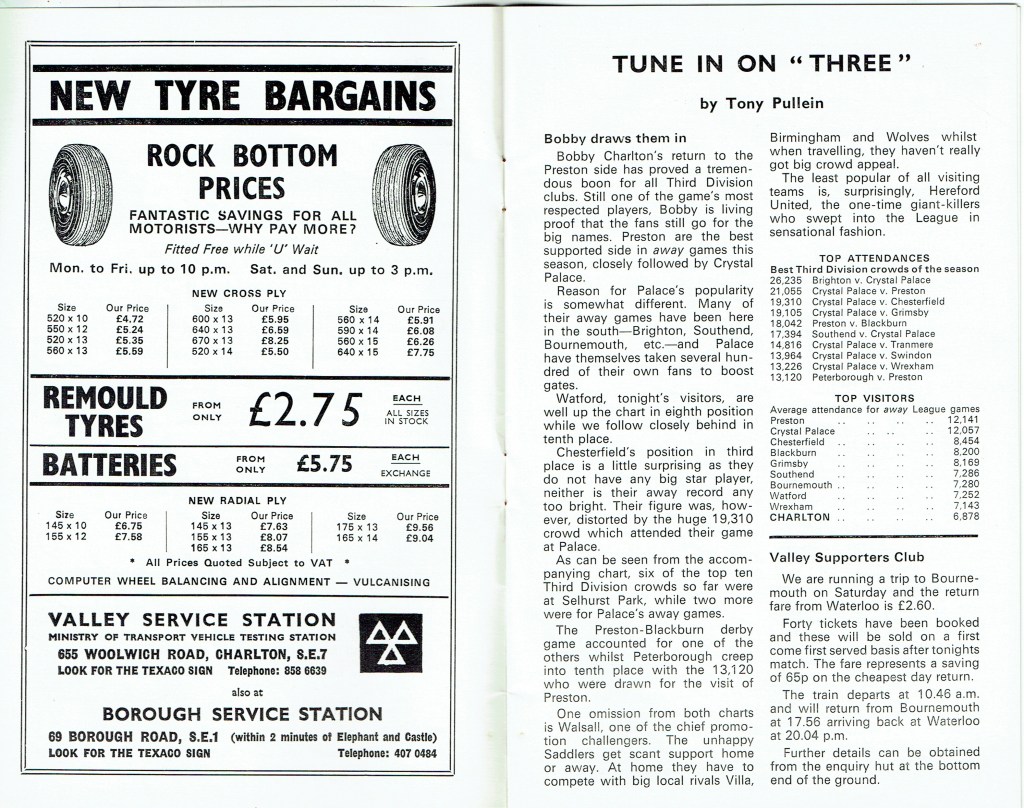 NEW TYRE BARGAINS
ROCK BOTTOM
PRICES
FANTASTIC SAVINGS FOR ALL
MOTORISTS—WHY PAY MORE?
Fitted Free while 'U' Wait
Mon. to Fri. up to 10 p.m. Sat. and Sun. up to 3 p.m.
NEW CROSS PLY
Size Our Price Size Our Price Size Our Price
520 x 10 £4.72 600 x 13 £5.95 560 x 14 £5.91
550 x 12 £5.24 640 x 13 £6.59 590 x 14 £6.08
520 x 13 £5.35 670 x 13 £8.25 560 x 15 £6.26
560 x 13 £5.59 520 x 14 £5.50 640 x 15 £7.75
REMOULD
TYRES
FROM
ONLY
£2.75
EACH
ALL SIZES
IN STOCK
BATTERIES
FROM
ONLY
£5.75
EACH
EXCHANGE
NEW RADIAL PLY
Size Our Price Size Our Price Size Our Price
145 x 10 £6.75 145 x 13 £7.63 175 x 13 £9.56
155 x 12 £7.58 155 x 13 £8.07 165 x 14 £9.04
165 x 13 £8.54
* All Prices Quoted Subject to VAT *
COMPUTER WHEEL BALANCING AND ALIGNMENT — VULCANISING
VALLEY SERVICE STATION
MINISTRY OF TRANSPORT VEHICLE TESTING STATION
655 WOOLWICH ROAD, CHARLTON, S.E.7
LOOK FOR THE TEXACO SIGN Telephone: 858 6639
also at
BOROUGH SERVICE STATION
69 BOROUGH ROAD, S.E.1 (within 2 minutes of Elephant and Castle)
LOOK FOR THE TEXACO SIGN Telephone: 407 0484
TUNE IN ON "THREE"
by Tony Pullein
Bobby draws them in
Bobby Charlton's return to the
Preston side has proved a tremen-
dous boon for all Third Division
clubs. Still one of the game's most
respected players, Bobby is living
proof that the fans still go for the
big names. Preston are the best
supported side in away games this
season, closely followed by Crystal
Palace.
Reason for Palace's popularity
is somewhat different. Many of
their away games have been here
in the south—Brighton, Southend,
Bournemouth, etc.—and Palace
have themselves taken several hun-
dred of their own fans to boost
gates.
Watford, tonight's visitors, are
well up the chart in eighth position
while we follow closely behind in
tenth place.
Chesterfield's position in third
place is a little surprising as they
do not have any big star player,
neither is their away record any
too bright. Their figure was, how-
ever, distorted by the huge 19,310
crowd which attended their game
at Palace.
As can be seen from the accom-
panying chart, six of the top ten
Third Division crowds so far were
at Selhurst Park, while two more
were for Palace's away games.
The Preston-Blackburn derby
game accounted for one of the
others whilst Peterborough creep
into tenth place with the 13,120
who were drawn for the visit of
Preston.
One omission from both charts
is Walsall, one of the chief promo-
tion challengers. The unhappy
Saddlers get scant support home
or away. At home they have to
compete with big local rivals Villa,
Birmingham and Wolves whilst
when travelling, they haven't really
got big crowd appeal.
The least popular of all visiting
teams is, surprisingly, Hereford
United, the one-time giant-killers
who swept into the League in
sensational fashion.
TOP ATTENDANCES
Best Third Division crowds of the season
26,235 Brighton v. Crystal Palace
21,055 Crystal Palace v. Preston
19,310 Crystal Palace v. Chesterfield
19,105 Crystal Palace v. Grimsby
18,042 Preston v. Blackburn
17,394 Southend v. Crystal Palace
14,816 Crystal Palace v. Tranmere
13,964 Crystal Palace v. Swindon
13,226 Crystal Palace v. Wrexham
13,120 Peterborough v. Preston
TOP VISITORS
Average attendance for away League games
Preston .. .. .. .. 12,141
Crystal Palace .. .. .. 12,057
Chesterfield .. .. .. .. 8,454
Blackburn .. .. .. .. 8,200
Grimsby .. .. .. .. 8,169
Southend .. .. .. .. 7,286
Bournemouth .. .. .. .. 7,280
Watford .. .. .. .. 7,252
Wrexham .. .. .. .. 7,143
CHARLTON .. .. .. .. 6,878
Valley Supporters Club
We are running a trip to Bourne-
mouth on Saturday and the return
fare from Waterloo is £2.60.
Forty tickets have been booked
and these will be sold on a first
come first served basis after tonights
match. The fare represents a saving
of 65p on the cheapest day return.
The train departs at 10.46 a.m.
and will return from Bournemouth
at 17.56 arriving back at Waterloo
at 20.04 p.m.
Further details can be obtained
from the enquiry hut at the bottom
end of the ground.